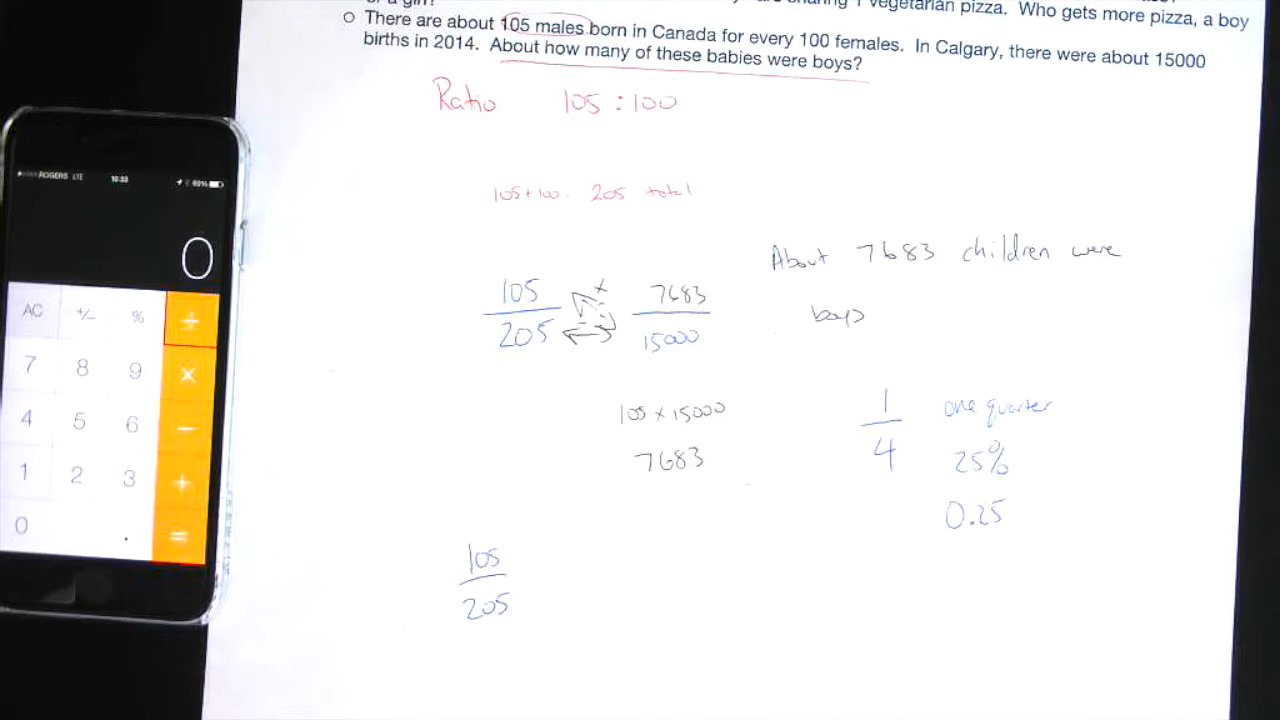 vegetarian pizza. Who gets more pizza, a boy
There are about 105 males born in Canada for every 100 females. In Calgary, there were about 15000
births in 2014. About how many of these babies were boys?
Ratio 105 : 100
105+100 205 total
About 7683 children were
boys
105
205
7683
15000
105 x 15000
7683
1
4
one quarter
25%
0.25
105
205
ROGERS LTE 10:33 69%
0
AC +/- % ÷
7 8 9 ×
4 5 6 −
1 2 3 +
0 . =